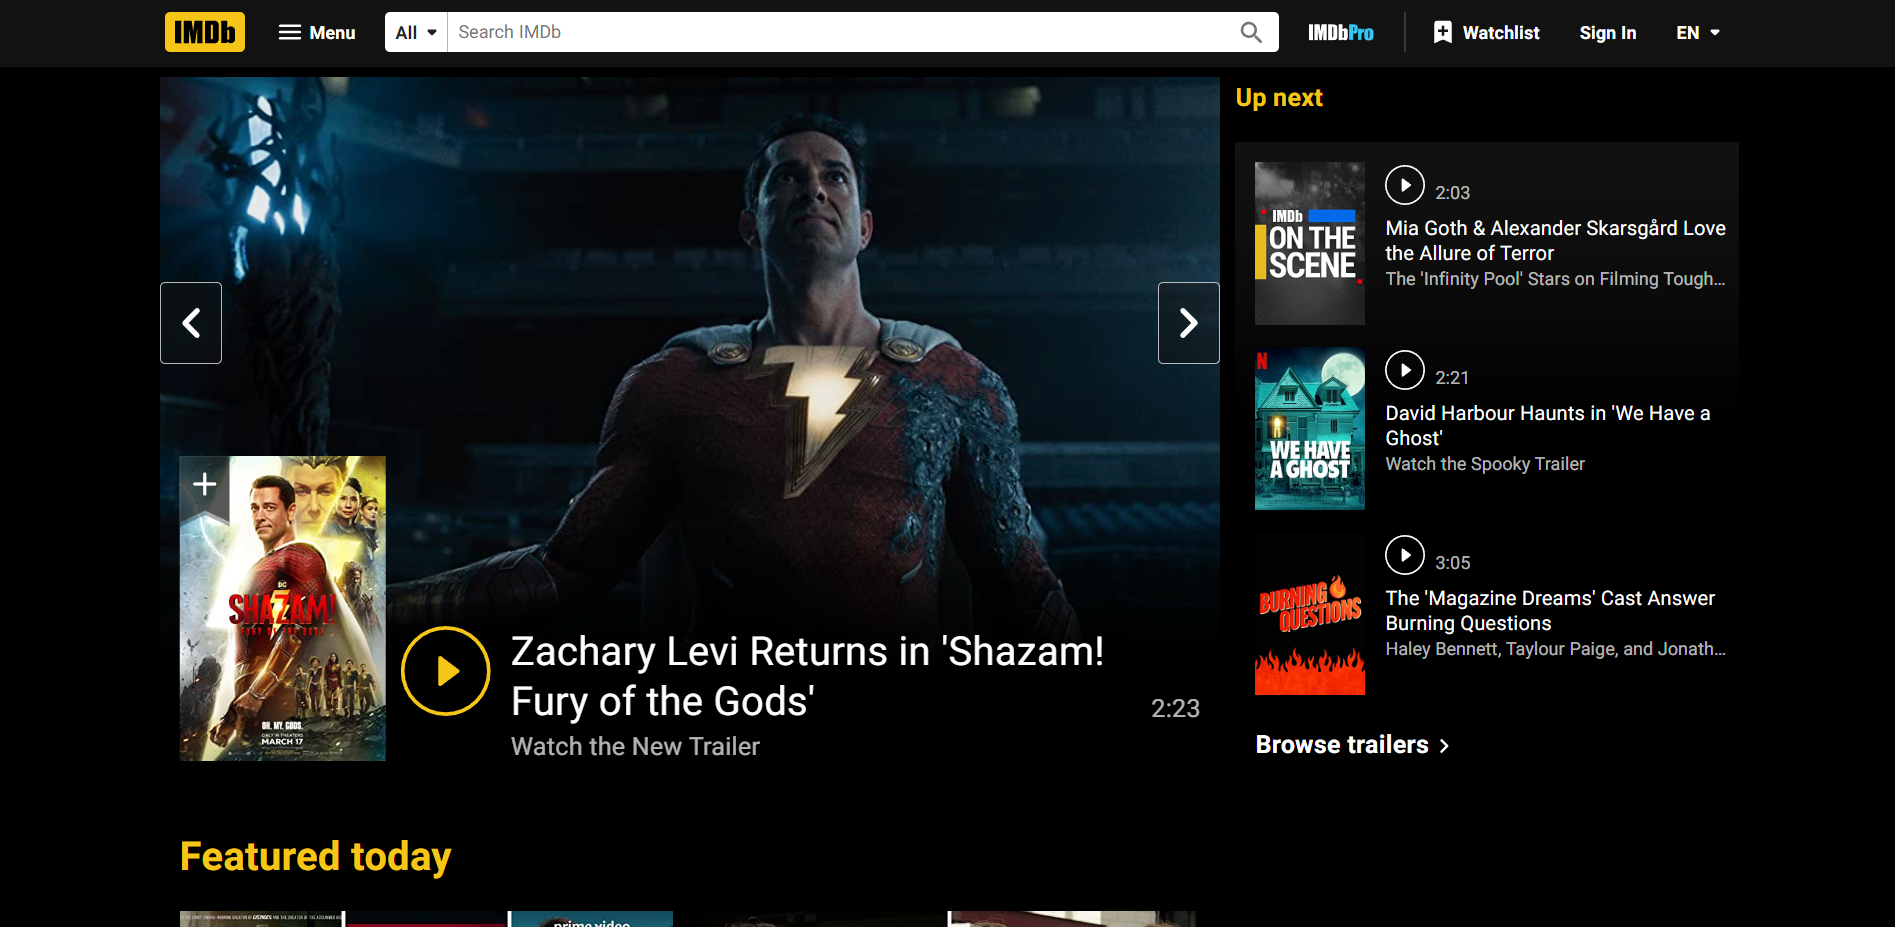 IMDb
Menu
All
Search IMDb
IMDbPro
Watchlist
Sign In
EN
Up next
IMDb
ON THE
SCENE
2:03
Mia Goth & Alexander Skarsgård Love
the Allure of Terror
The 'Infinity Pool' Stars on Filming Tough...
N
WE HAVE
A GHOST
2:21
David Harbour Haunts in 'We Have a
Ghost'
Watch the Spooky Trailer
BURNING
QUESTIONS
3:05
The 'Magazine Dreams' Cast Answer
Burning Questions
Haley Bennett, Taylour Paige, and Jonath...
Browse trailers
DC
SHAZAM!
FURY OF THE GODS
OH. MY. GODS.
ONLY IN THEATERS
MARCH 17
Zachary Levi Returns in 'Shazam!
Fury of the Gods'
Watch the New Trailer
2:23
Featured today
prime video